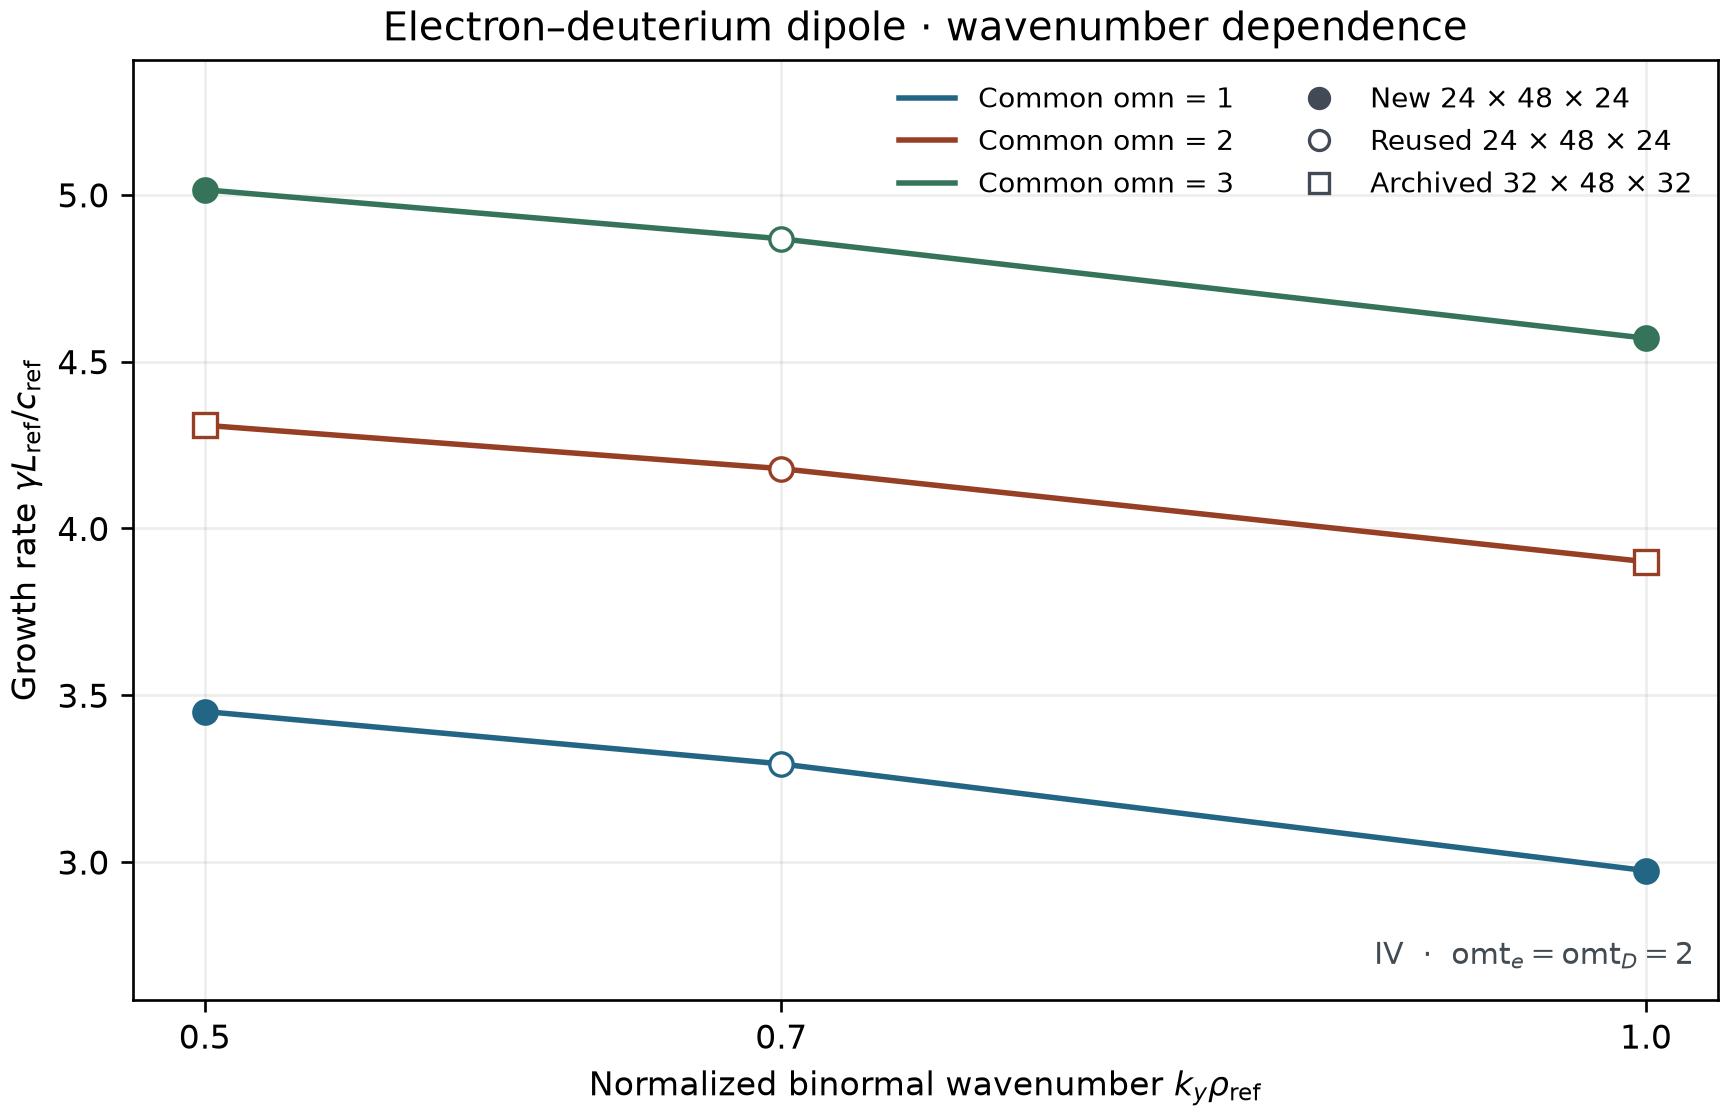 Electron–deuterium dipole · wavenumber dependence
Common omn = 1
Common omn = 2
Common omn = 3
New 24 × 48 × 24
Reused 24 × 48 × 24
Archived 32 × 48 × 32
Growth rate γL_ref/c_ref
5.0
4.5
4.0
3.5
3.0
IV · omt_e = omt_D = 2
0.5 0.7 1.0
Normalized binormal wavenumber k_yρ_ref